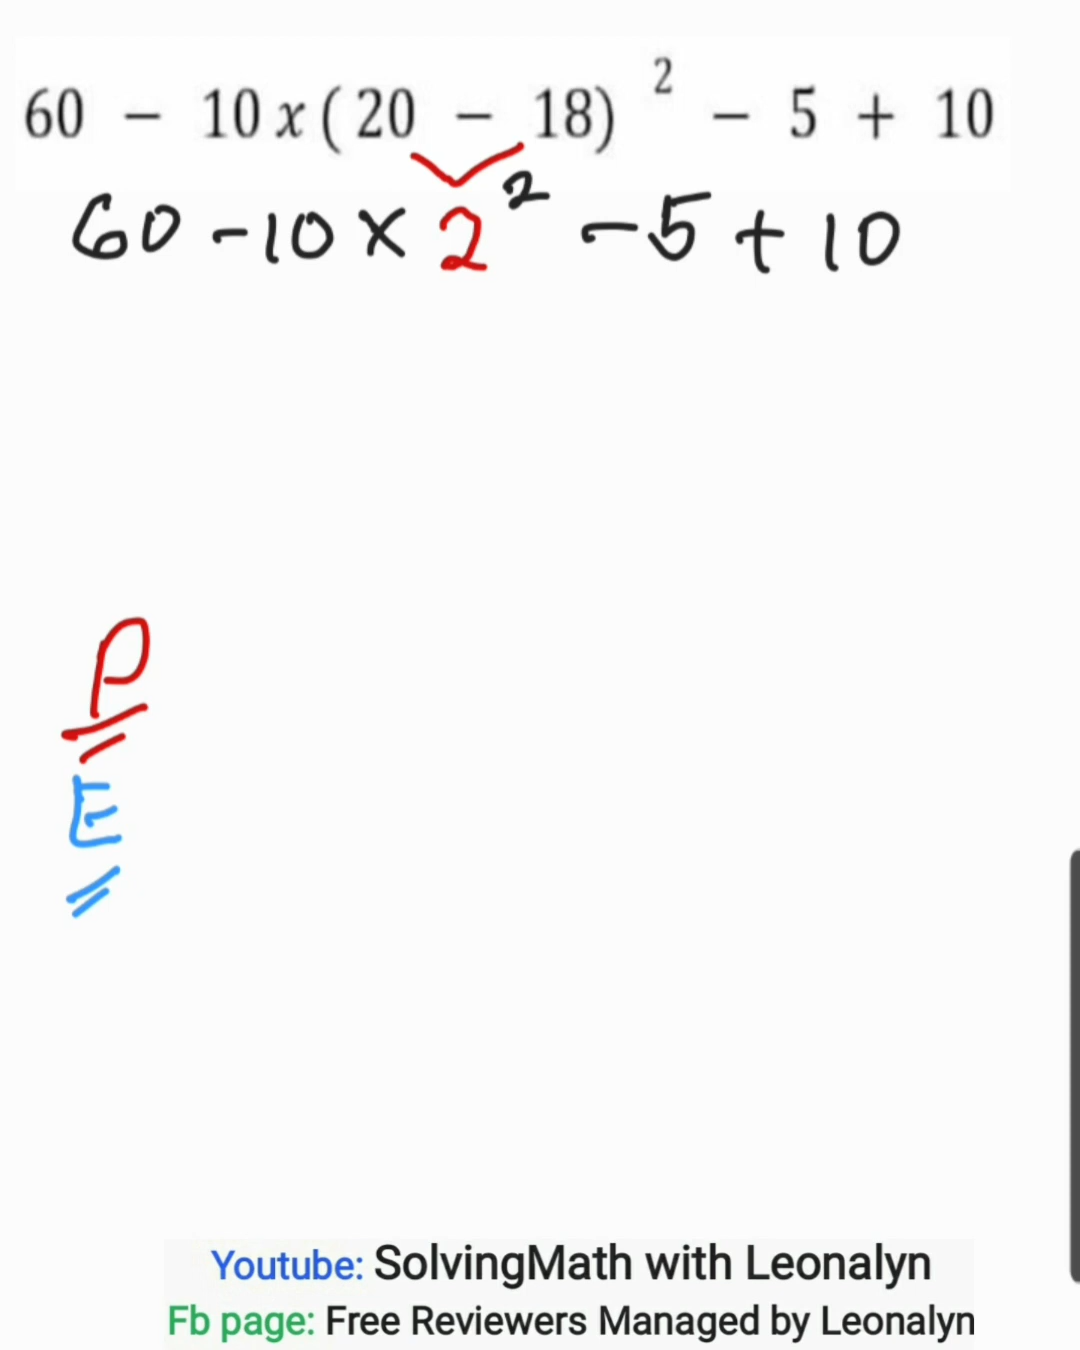 60 − 10 x ( 20 − 18) ² − 5 + 10
60 - 10 × 2² - 5 + 10
P
E
Youtube: SolvingMath with Leonalyn
Fb page: Free Reviewers Managed by Leonalyn